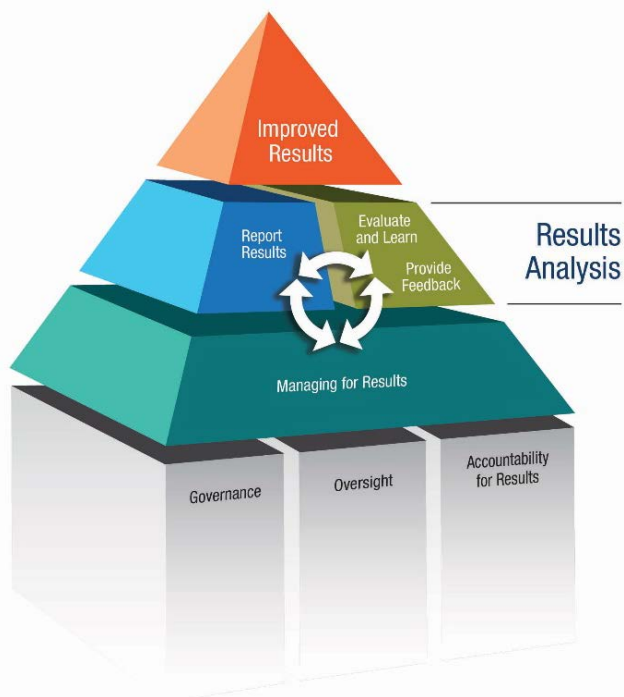 Improved
Results
Report
Results
Evaluate
and Learn
Provide
Feedback
Results
Analysis
Managing for Results
Governance
Oversight
Accountability
for Results